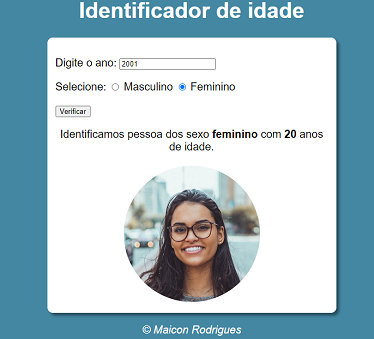 Identificador de idade
Digite o ano: 2001
Selecione: Masculino Feminino
Verificar
Identificamos pessoa dos sexo feminino com 20 anos
de idade.
© Maicon Rodrigues